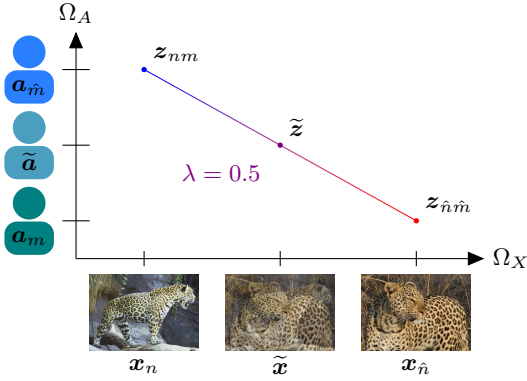 Ω_A
z_{nm}
a_{m̂}
z̃
ã
λ = 0.5
z_{n̂m̂}
a_m
Ω_X
x_n
x̃
x_{n̂}